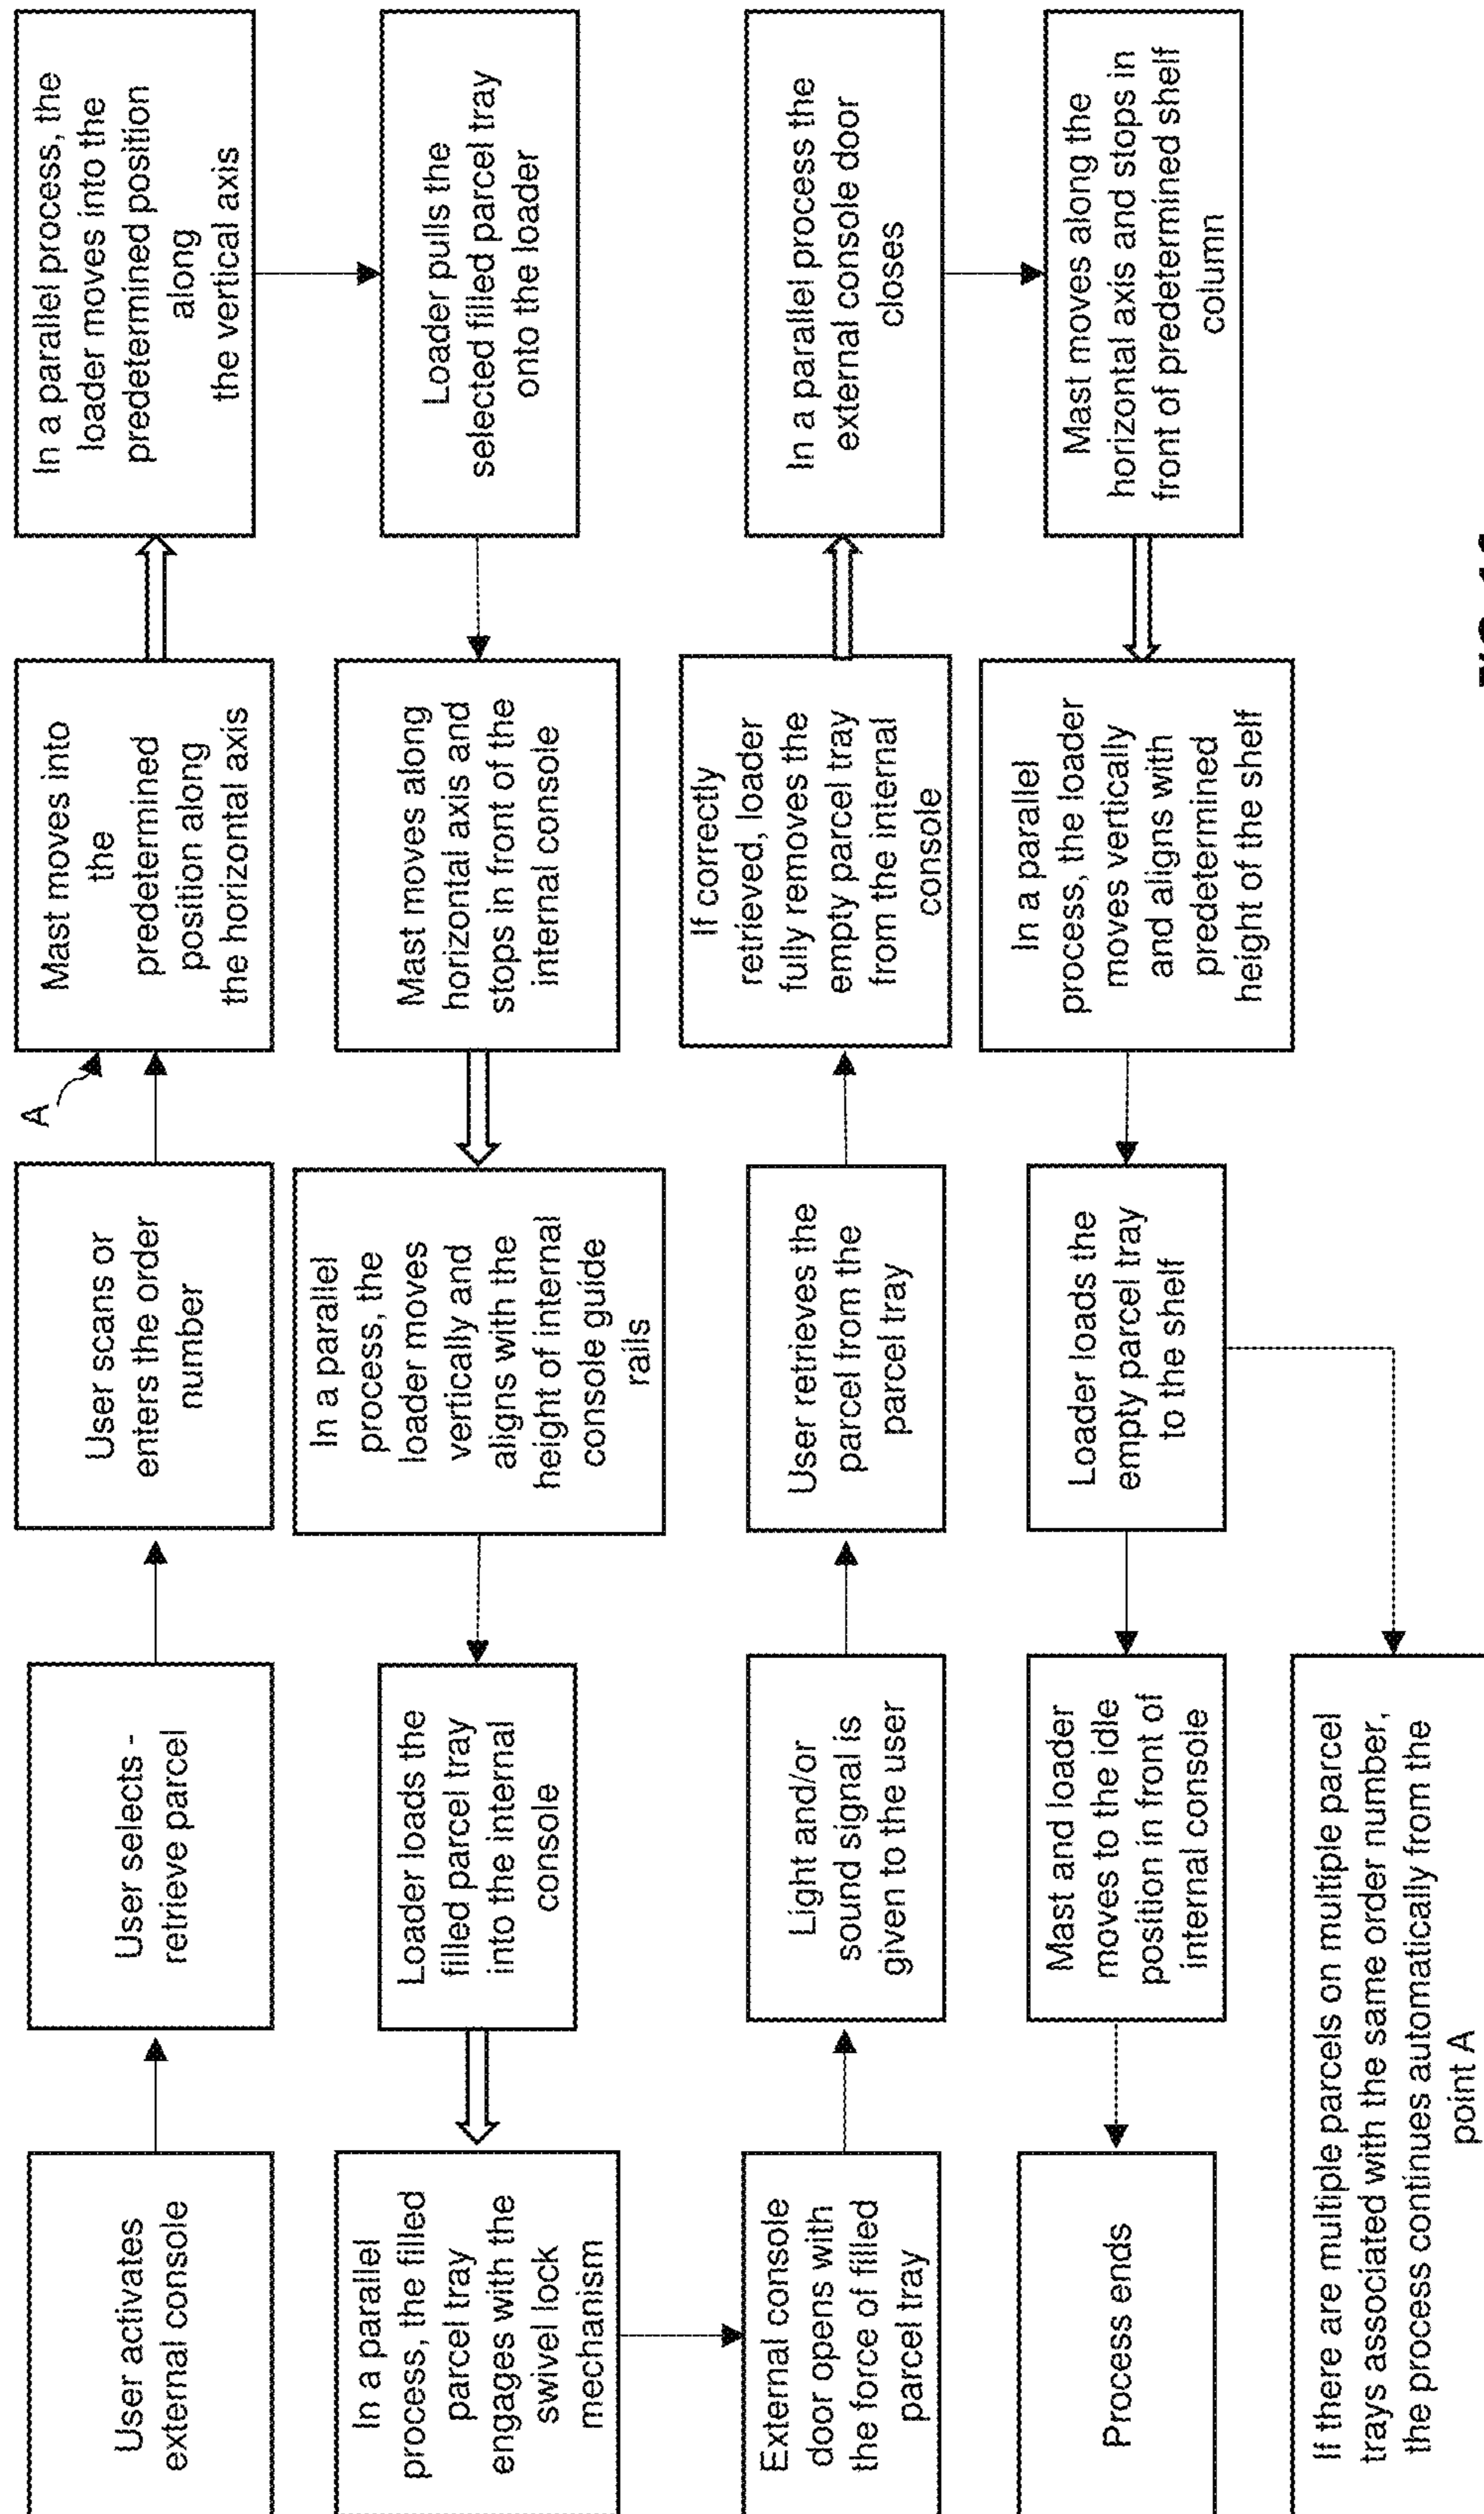 User activates
external console
User selects -
retrieve parcel
User scans or
enters the order
number
A
Mast moves into
the
predetermined
position along
the horizontal axis
In a parallel process, the
loader moves into the
predetermined position
along
the vertical axis
Loader pulls the
selected filled parcel tray
onto the loader
Mast moves along
horizontal axis and
stops in front of the
internal console
In a parallel
process, the
loader moves
vertically and
aligns with the
height of internal
console guide
rails
Loader loads the
filled parcel tray
into the internal
console
In a parallel
process, the filled
parcel tray
engages with the
swivel lock
mechanism
External console
door opens with
the force of filled
parcel tray
Light and/or
sound signal is
given to the user
User retrieves the
parcel from the
parcel tray
If correctly
retrieved, loader
fully removes the
empty parcel tray
from the internal
console
In a parallel process the
external console door
closes
Mast moves along the
horizontal axis and stops in
front of predetermined shelf
column
In a parallel
process, the loader
moves vertically
and aligns with
predetermined
height of the shelf
Loader loads the
empty parcel tray
to the shelf
Mast and loader
moves to the idle
position in front of
internal console
Process ends
If there are multiple parcels on multiple parcel
trays associated with the same order number,
the process continues automatically from the
point A